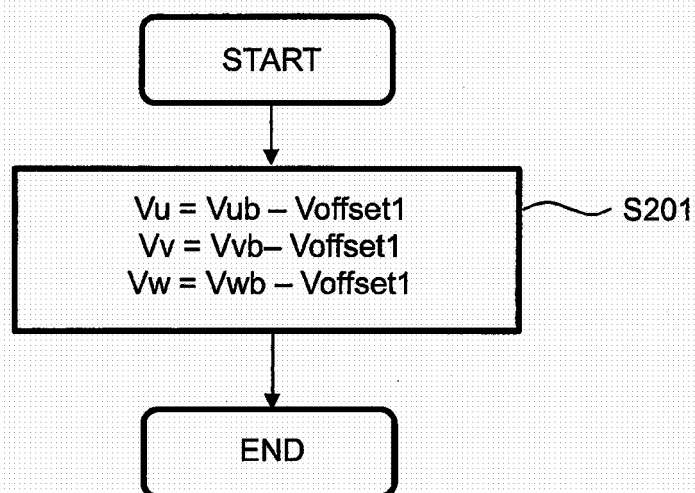 START
Vu = Vub – Voffset1
Vv = Vvb– Voffset1
Vw = Vwb – Voffset1
S201
END